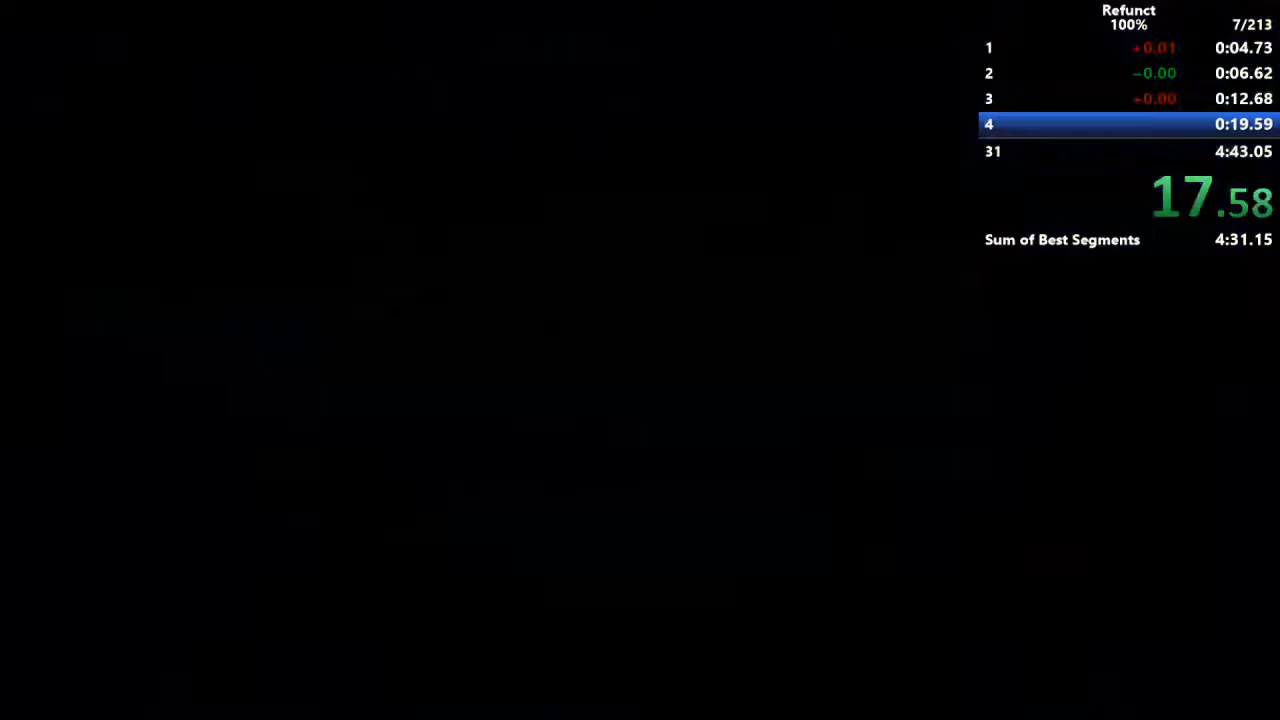 Refunct
100% 7/213
1 +0.01 0:04.73
2 −0.00 0:06.62
3 +0.00 0:12.68
4 0:19.59
31 4:43.05
17.58
Sum of Best Segments 4:31.15